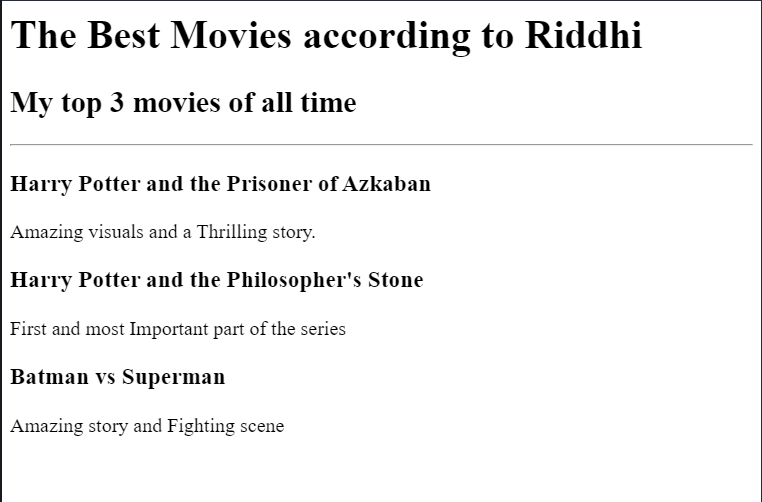 The Best Movies according to Riddhi
My top 3 movies of all time
Harry Potter and the Prisoner of Azkaban
Amazing visuals and a Thrilling story.
Harry Potter and the Philosopher's Stone
First and most Important part of the series
Batman vs Superman
Amazing story and Fighting scene